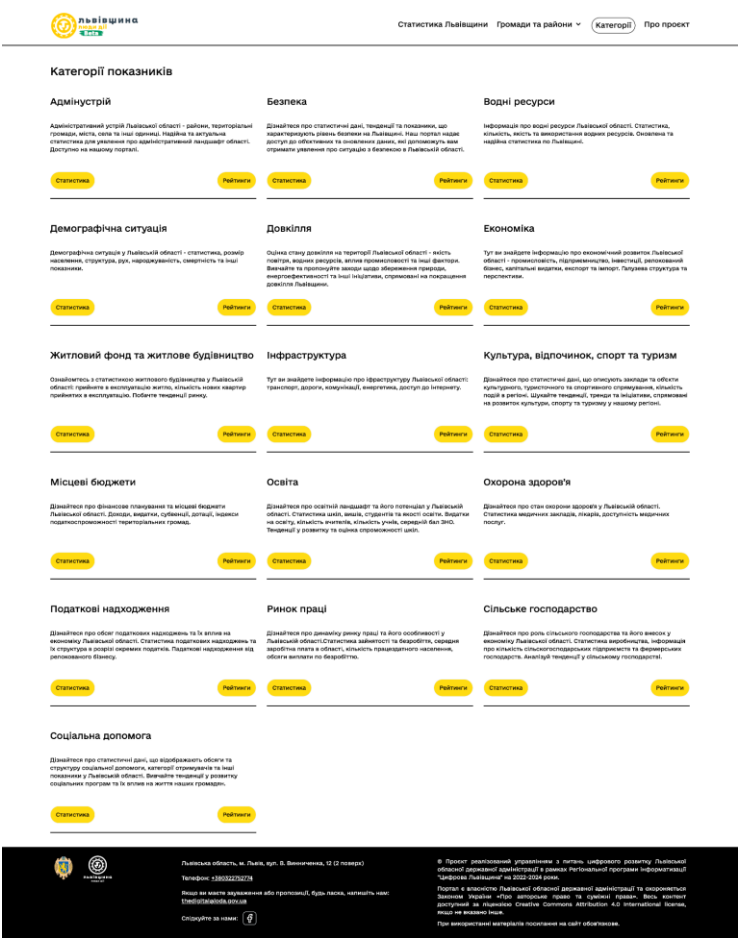 львівщина
Beta
Статистика Львівщини
Громади та райони
Категорії
Про проєкт
Категорії показників
Адмінустрій
Адміністративний устрій Львівської області - райони, територіальні
громади, міста, села та інші одиниці. Надійна та актуальна
статистика для уявлення про адміністративний ландшафт області.
Доступно на нашому порталі.
Статистика
Рейтинги
Безпека
Дізнайтеся про статистичні дані, тенденції та показники, що
характеризують рівень безпеки на Львівщині. Наш портал надає
доступ до об'єктивних та оновлених даних, які допоможуть вам
отримати уявлення про ситуацію з безпекою в Львівській області.
Статистика
Рейтинги
Водні ресурси
Інформація про водні ресурси Львівської області. Статистика,
кількість, якість та використання водних ресурсів. Оновлена та
надійна статистика по Львівщині.
Статистика
Рейтинги
Демографічна ситуація
Демографічна ситуація у Львівській області - статистика, розмір
населення, структура, рух, народжуваність, смертність та інші
показники.
Статистика
Рейтинги
Довкілля
Оцінка стану довкілля на території Львівської області - якість
повітря, водних ресурсів, вплив промисловості та інші фактори.
Вивчайте та пропонуйте заходи щодо збереження природи,
енергоефективності та інші ініціативи, спрямовані на покращення
довкілля Львівщини.
Статистика
Рейтинги
Економіка
Тут ви знайдете інформацію про економічний розвиток Львівської
області - промисловість, підприємництво, інвестиції, релокований
бізнес, капітальні видатки, експорт та імпорт. Галузева структура та
перспективи.
Статистика
Рейтинги
Житловий фонд та житлове будівництво
Ознайомтесь з статистикою житлового будівництва у Львівській
області: прийняте в експлуатацію житло, кількість нових квартир
прийнятих в експлуатацію. Побачте тенденції ринку.
Статистика
Рейтинги
Інфраструктура
Тут ви знайдете інформацію про іфраструктуру Львівської області:
транспорт, дороги, комунікації, енергетика, доступ до інтернету.
Статистика
Рейтинги
Культура, відпочинок, спорт та туризм
Дізнайтеся про статистичні дані, що описують заклади та об'єкти
культурного, туристичного та спортивного спрямування, кількість
подій в регіоні. Шукайте тенденції, тренди та ініціативи, спрямовані
на розвиток культури, спорту та туризму у нашому регіоні.
Статистика
Рейтинги
Місцеві бюджети
Дізнайтеся про фінансове планування та місцеві бюджети
Львівської області. Доходи, видатки, субвенції, дотації, індекси
податкоспроможності територіальних громад.
Статистика
Рейтинги
Освіта
Дізнайтеся про освітній ландшафт та його потенціал у Львівській
області. Статистика шкіл, вишів, студентів та якості освіти. Видатки
на освіту, кількість вчителів, кількість учнів, середній бал ЗНО.
Тенденції у розвитку та оцінка спроможності шкіл.
Статистика
Рейтинги
Охорона здоров'я
Дізнайтеся про стан охорони здоров'я у Львівській області.
Статистика медичних закладів, лікарів, доступність медичних
послуг.
Статистика
Рейтинги
Податкові надходження
Дізнайтеся про обсяг податкових надходжень та їх вплив на
економіку Львівської області. Статистика податкових надходжень та
їх структура в розрізі окремих податків. Падаткові надходження від
релокованого бізнесу.
Статистика
Рейтинги
Ринок праці
Дізнайтеся про динаміку ринку праці та його особливості у
Львівській області.Статистика зайнятості та безробіття, середня
заробітна плата в області, кількість працездатного населення,
обсяги виплати по безробіттю.
Статистика
Рейтинги
Сільське господарство
Дізнайтеся про роль сільського господарства та його внесок у
економіку Львівської області. Статистика виробництва, інформація
про кількість сільскогосподарських підприємств та фермерських
господарств. Аналізуй тенденції у сільському господарстві.
Статистика
Рейтинги
Соціальна допомога
Дізнайтеся про статистичні дані, що відображають обсяги та
структуру соціальної допомоги, категорії отримувачів та інші
показники у Львівській області. Вивчайте тенденції у розвитку
соціальних програм та їх вплив на життя наших громадян.
Статистика
Рейтинги
львівщина
Львівська область, м. Львів, вул. В. Винниченка, 12 (2 поверх)
Телефон: +380322752774
Якщо ви маєте зауваження або пропозиції, будь ласка, напишіть нам:
thedigital@loda.gov.ua
Слідкуйте за нами:
© Проєкт реалізований управлінням з питань цифрового розвитку Львівської
обласної державної адміністрації в рамках Регіональної програми інформатизації
"Цифрова Львівщина" на 2022-2024 роки.
Портал є власністю Львівської обласної державної адміністрації та охороняється
Законом України «Про авторське право та суміжні права». Весь контент
доступний за ліцензією Creative Commons Attribution 4.0 International license,
якщо не вказано інше.
При використанні матеріалів посилання на сайт обов'язкове.